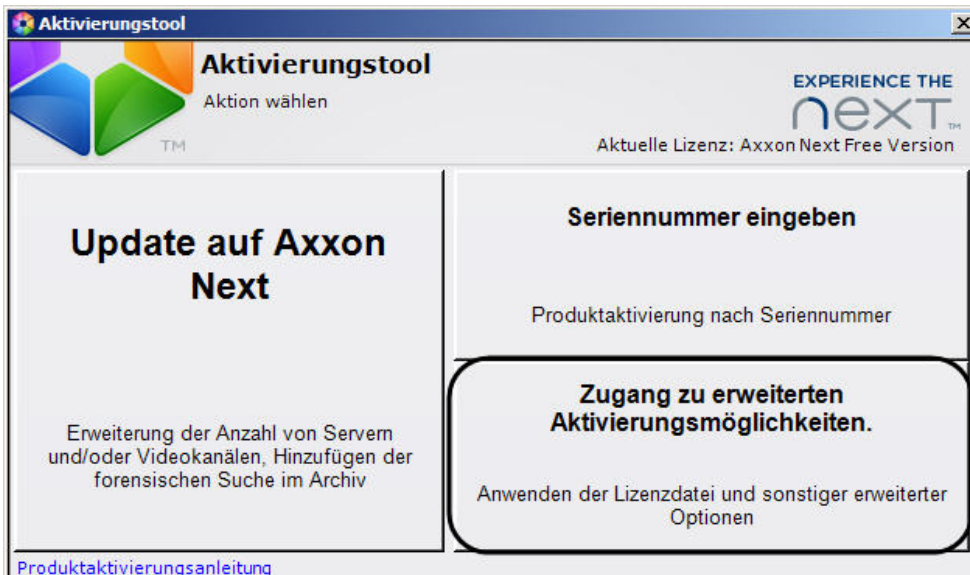 Aktivierungstool
Aktivierungstool
Aktion wählen
TM
EXPERIENCE THE
next™
Aktuelle Lizenz: Axxon Next Free Version
Update auf Axxon
Next
Erweiterung der Anzahl von Servern
und/oder Videokanälen, Hinzufügen der
forensischen Suche im Archiv
Seriennummer eingeben
Produktaktivierung nach Seriennummer
Zugang zu erweiterten
Aktivierungsmöglichkeiten.
Anwenden der Lizenzdatei und sonstiger erweiterter
Optionen
Produktaktivierungsanleitung